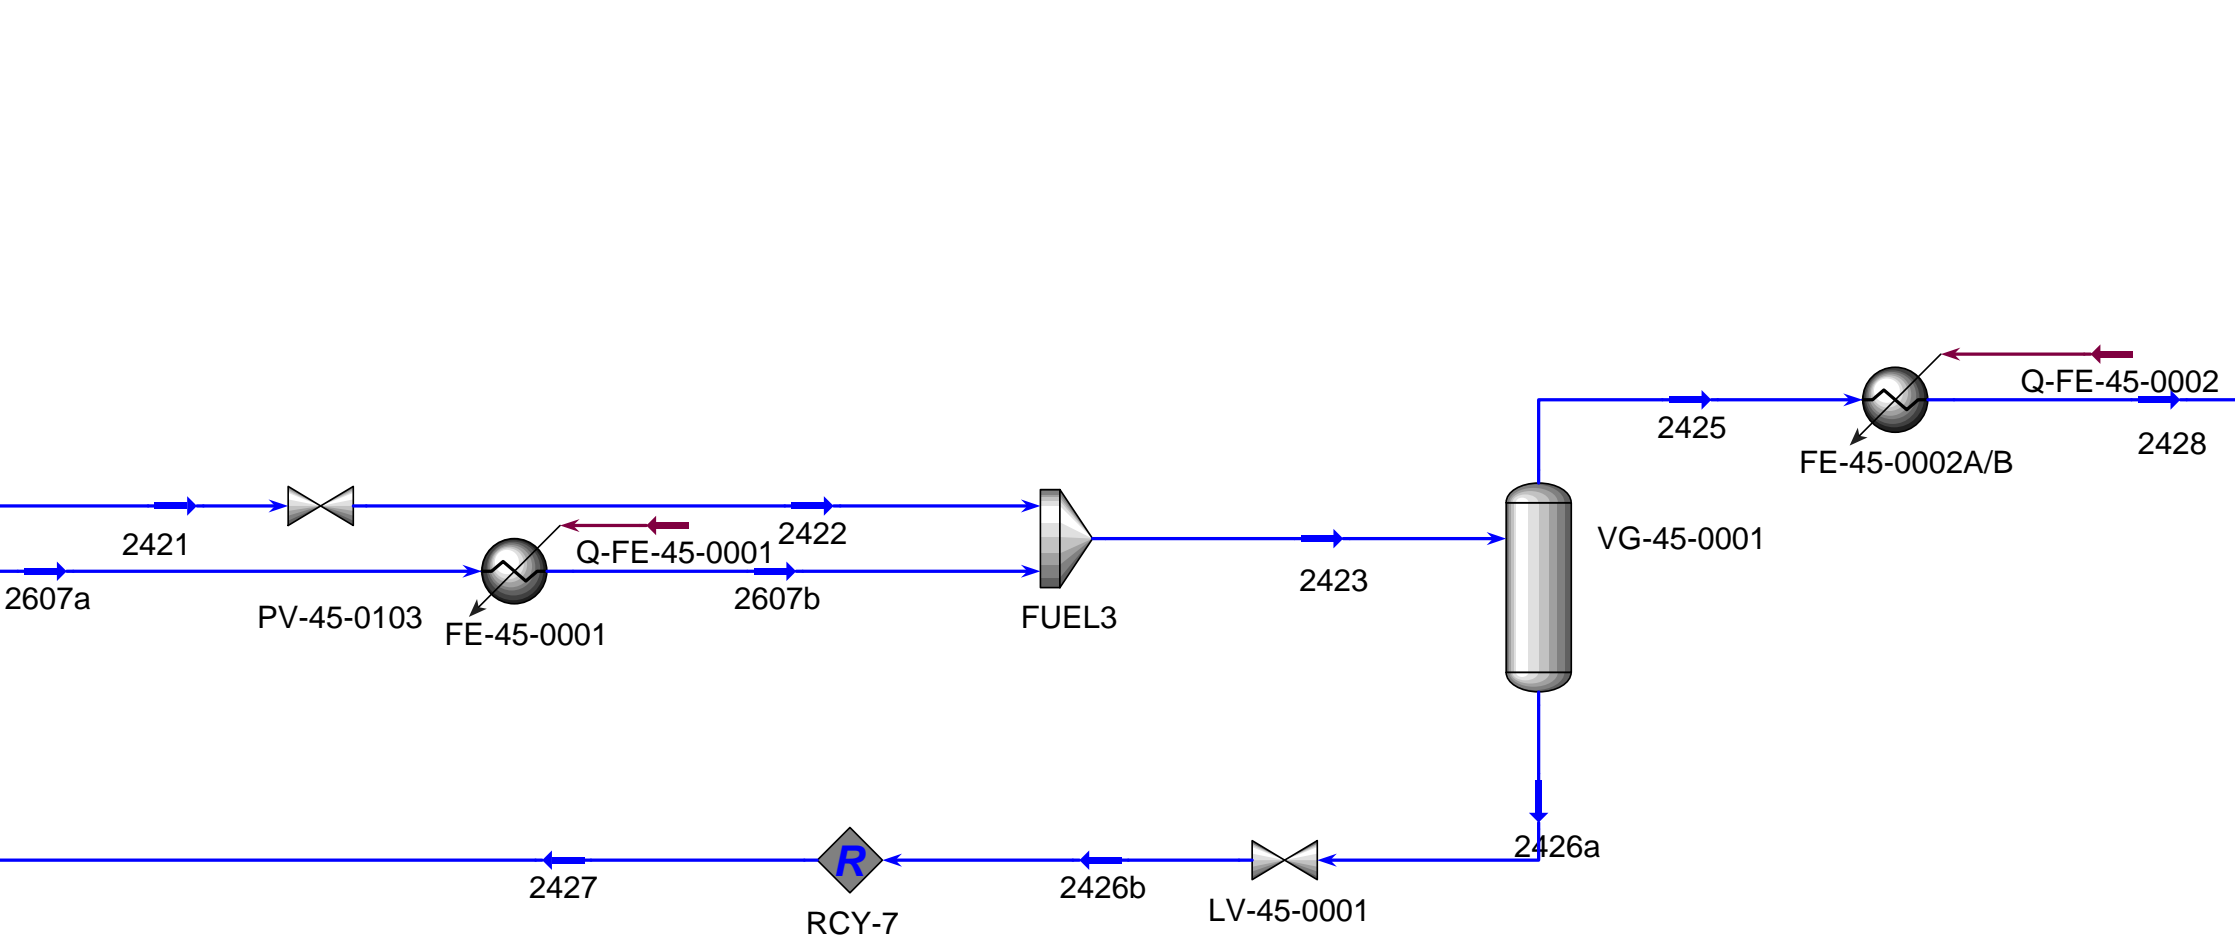 Q-FE-45-0002
2425
2428
FE-45-0002A/B
2421
2422
Q-FE-45-0001
VG-45-0001
2423
2607a
2607b
PV-45-0103
FE-45-0001
FUEL3
2426a
R
2427
2426b
LV-45-0001
RCY-7